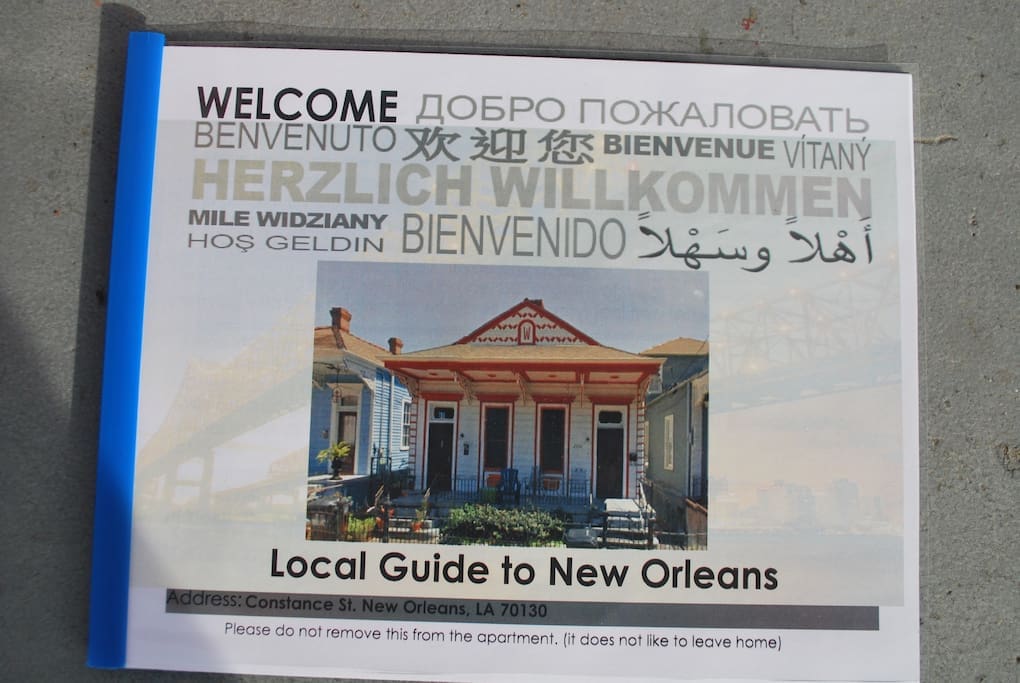 WELCOME ДОБРО ПОЖАЛОВАТЬ
BENVENUTO 欢迎您 BIENVENUE VÍTANÝ
HERZLICH WILLKOMMEN
MILE WIDZIANY
HOŞ GELDIN
BIENVENIDO
أَهْلاً وسَهْلاً
W
Local Guide to New Orleans
Address: Constance St. New Orleans, LA 70130
Please do not remove this from the apartment. (it does not like to leave home)